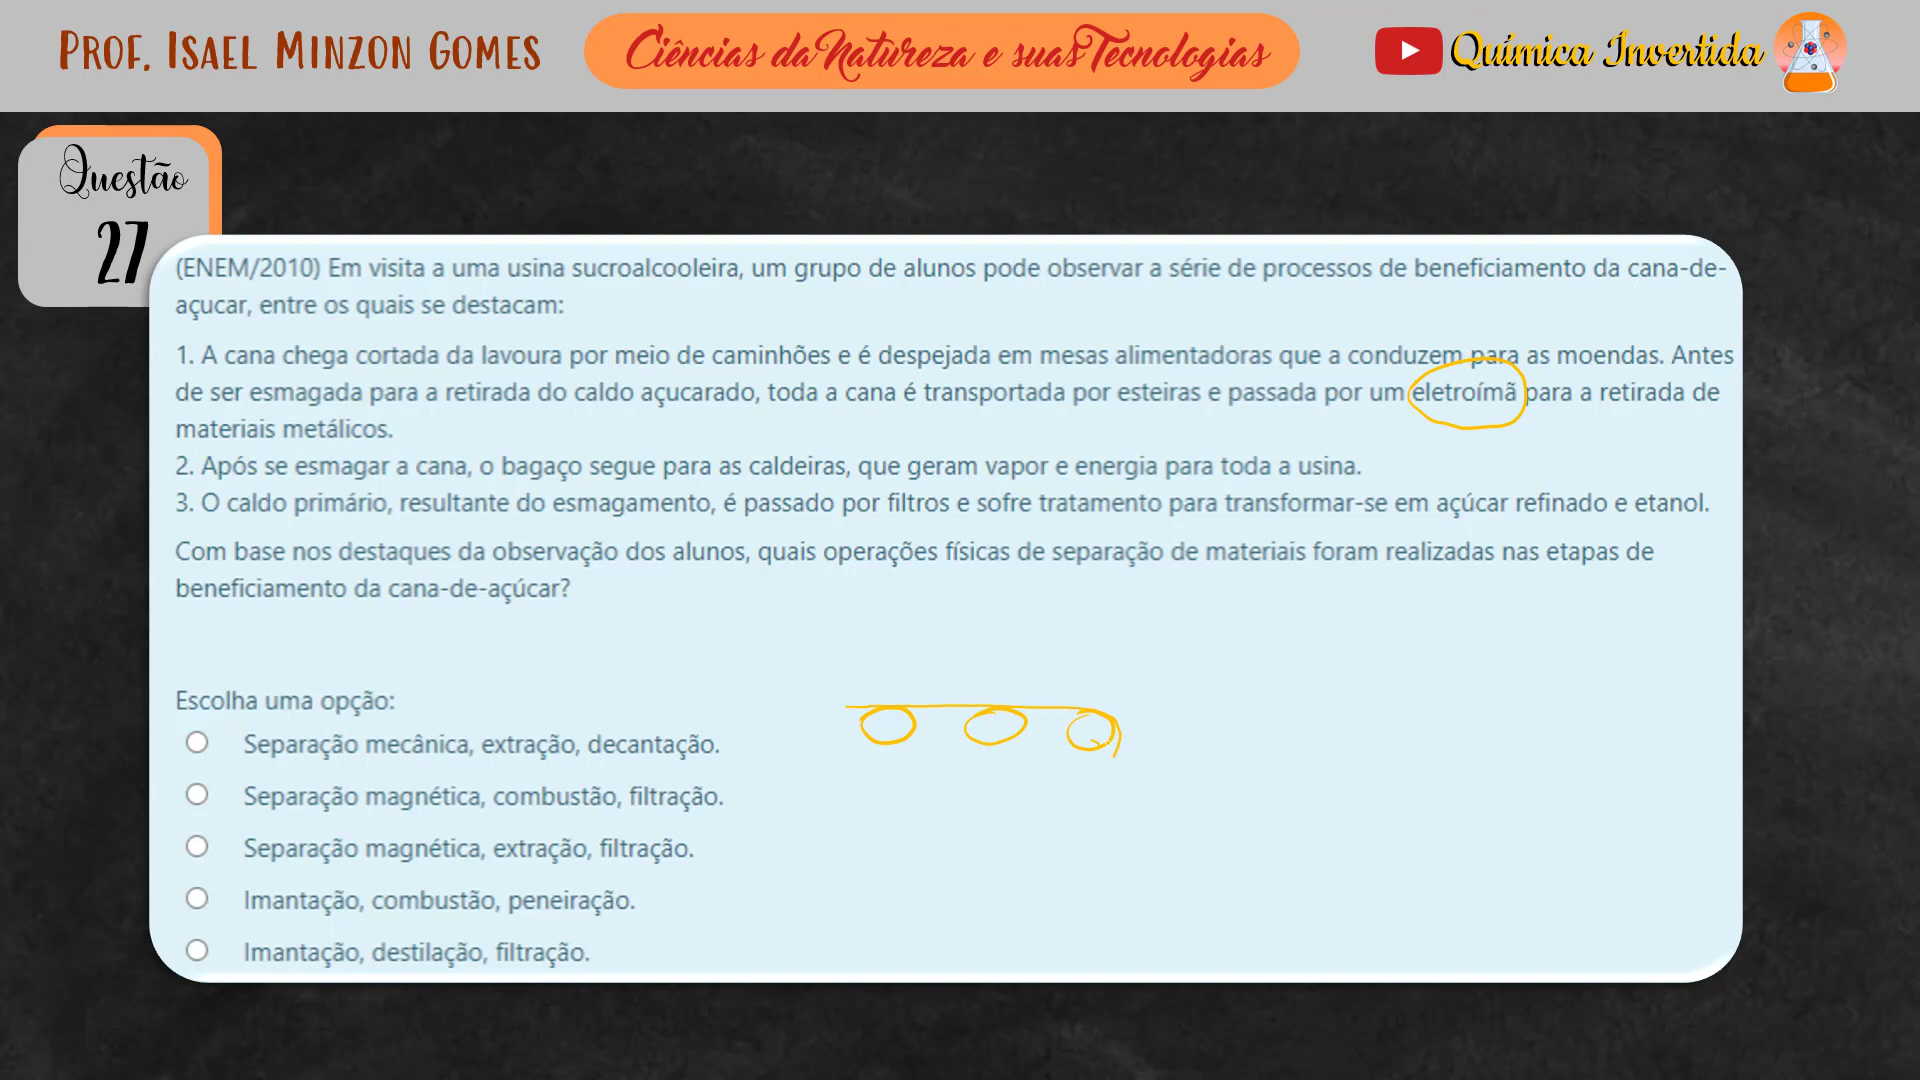 PROF. ISAEL MINZON GOMES
Ciências da Natureza e suas Tecnologias
Química Invertida
Questão
27
(ENEM/2010) Em visita a uma usina sucroalcooleira, um grupo de alunos pode observar a série de processos de beneficiamento da cana-de-
açucar, entre os quais se destacam:
1. A cana chega cortada da lavoura por meio de caminhões e é despejada em mesas alimentadoras que a conduzem para as moendas. Antes
de ser esmagada para a retirada do caldo açucarado, toda a cana é transportada por esteiras e passada por um eletroímã para a retirada de
materiais metálicos.
2. Após se esmagar a cana, o bagaço segue para as caldeiras, que geram vapor e energia para toda a usina.
3. O caldo primário, resultante do esmagamento, é passado por filtros e sofre tratamento para transformar-se em açúcar refinado e etanol.
Com base nos destaques da observação dos alunos, quais operações físicas de separação de materiais foram realizadas nas etapas de
beneficiamento da cana-de-açúcar?
Escolha uma opção:
Separação mecânica, extração, decantação.
Separação magnética, combustão, filtração.
Separação magnética, extração, filtração.
Imantação, combustão, peneiração.
Imantação, destilação, filtração.